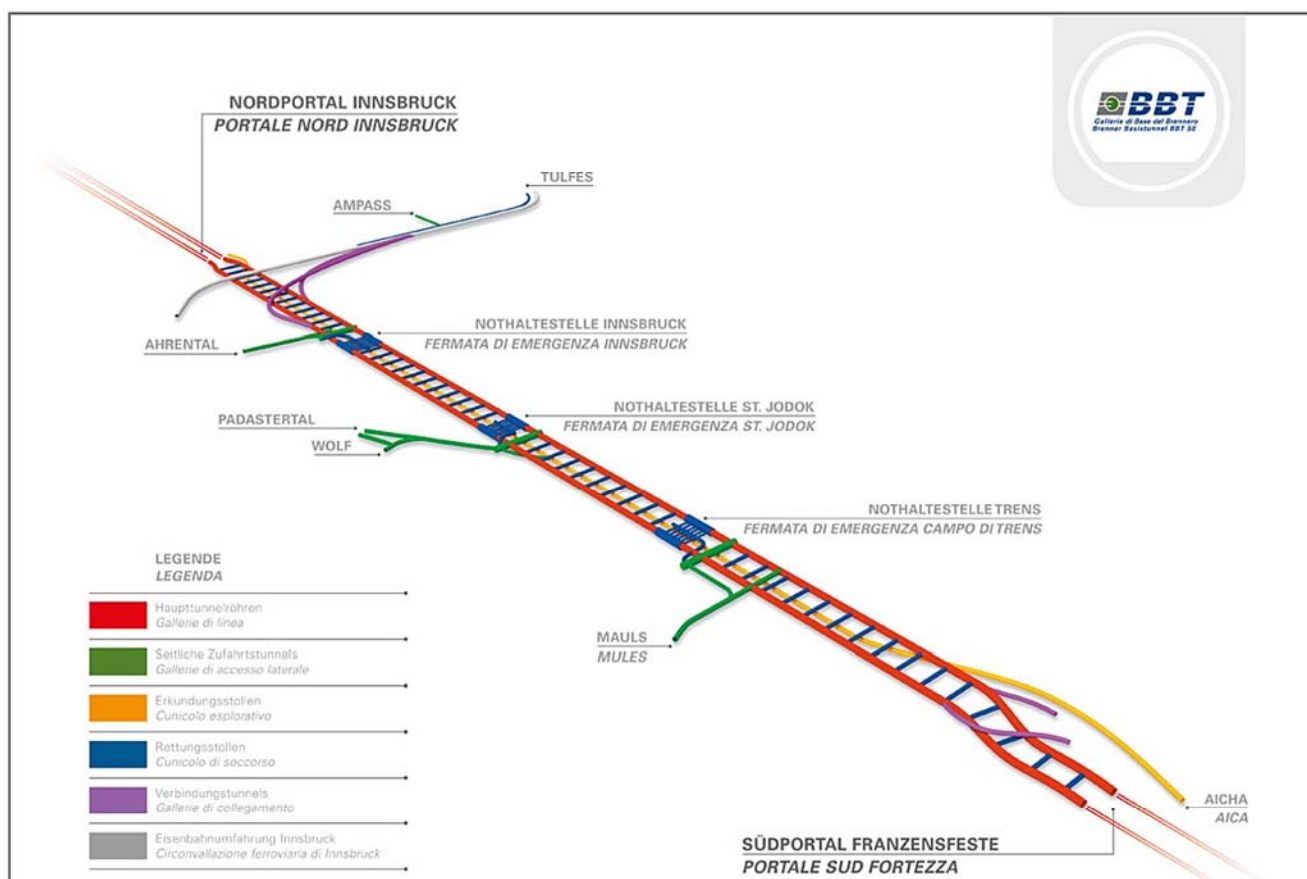 BBT
Galleria di Base del Brennero
Brenner Basistunnel BBT SE
NORDPORTAL INNSBRUCK
PORTALE NORD INNSBRUCK
TULFES
AMPASS
NOTHALTESTELLE INNSBRUCK
FERMATA DI EMERGENZA INNSBRUCK
AHRENTAL
NOTHALTESTELLE ST. JODOK
FERMATA DI EMERGENZA ST. JODOK
PADASTERTAL
WOLF
NOTHALTESTELLE TRENS
FERMATA DI EMERGENZA CAMPO DI TRENS
MAULS
MULES
LEGENDE
LEGENDA
Haupttunnelröhren
Gallerie di linea
Seitliche Zufahrtstunnels
Gallerie di accesso laterale
Erkundungsstollen
Cunicolo esplorativo
Rettungsstollen
Cunicolo di soccorso
Verbindungstunnels
Gallerie di collegamento
Eisenbahnumfahrung Innsbruck
Circonvallazione ferroviaria di Innsbruck
AICHA
AICA
SÜDPORTAL FRANZENSFESTE
PORTALE SUD FORTEZZA